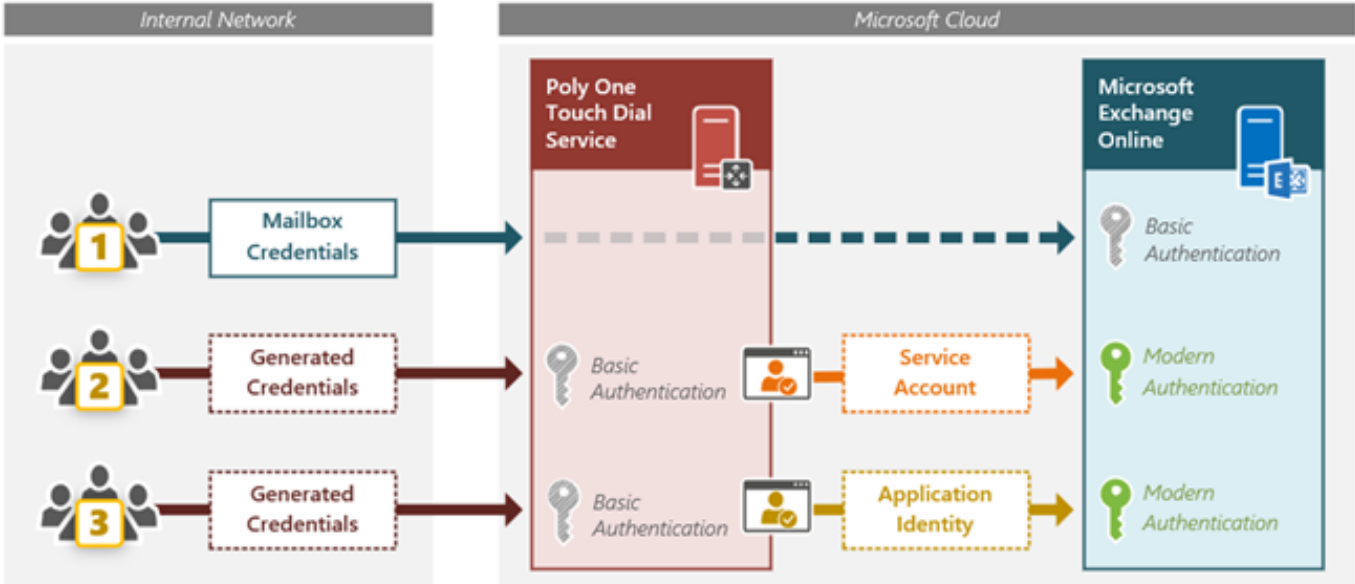 Internal Network
Microsoft Cloud
Poly One
Touch Dial
Service
Microsoft
Exchange
Online
E
1
Mailbox
Credentials
Basic
Authentication
2
Generated
Credentials
Basic
Authentication
Service
Account
Modern
Authentication
3
Generated
Credentials
Basic
Authentication
Application
Identity
Modern
Authentication